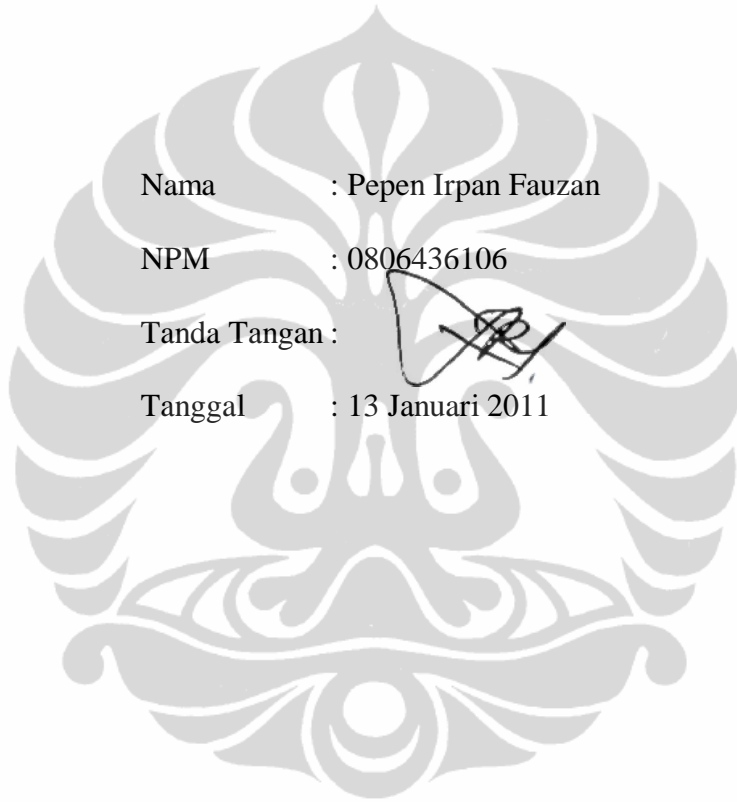 Nama : Pepen Irpan Fauzan
NPM : 0806436106
Tanda Tangan :
Tanggal : 13 Januari 2011